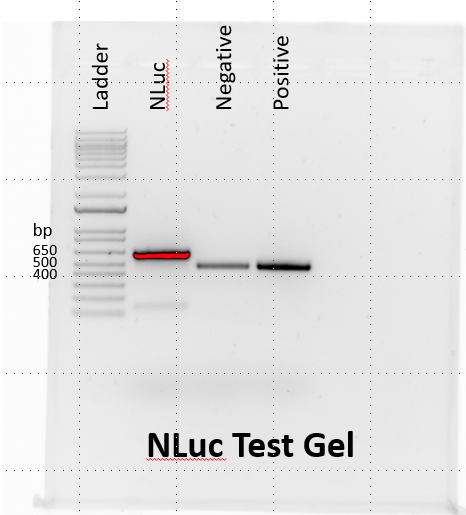 Ladder
NLuc
Negative
Positive
bp
650
500
400
NLuc Test Gel